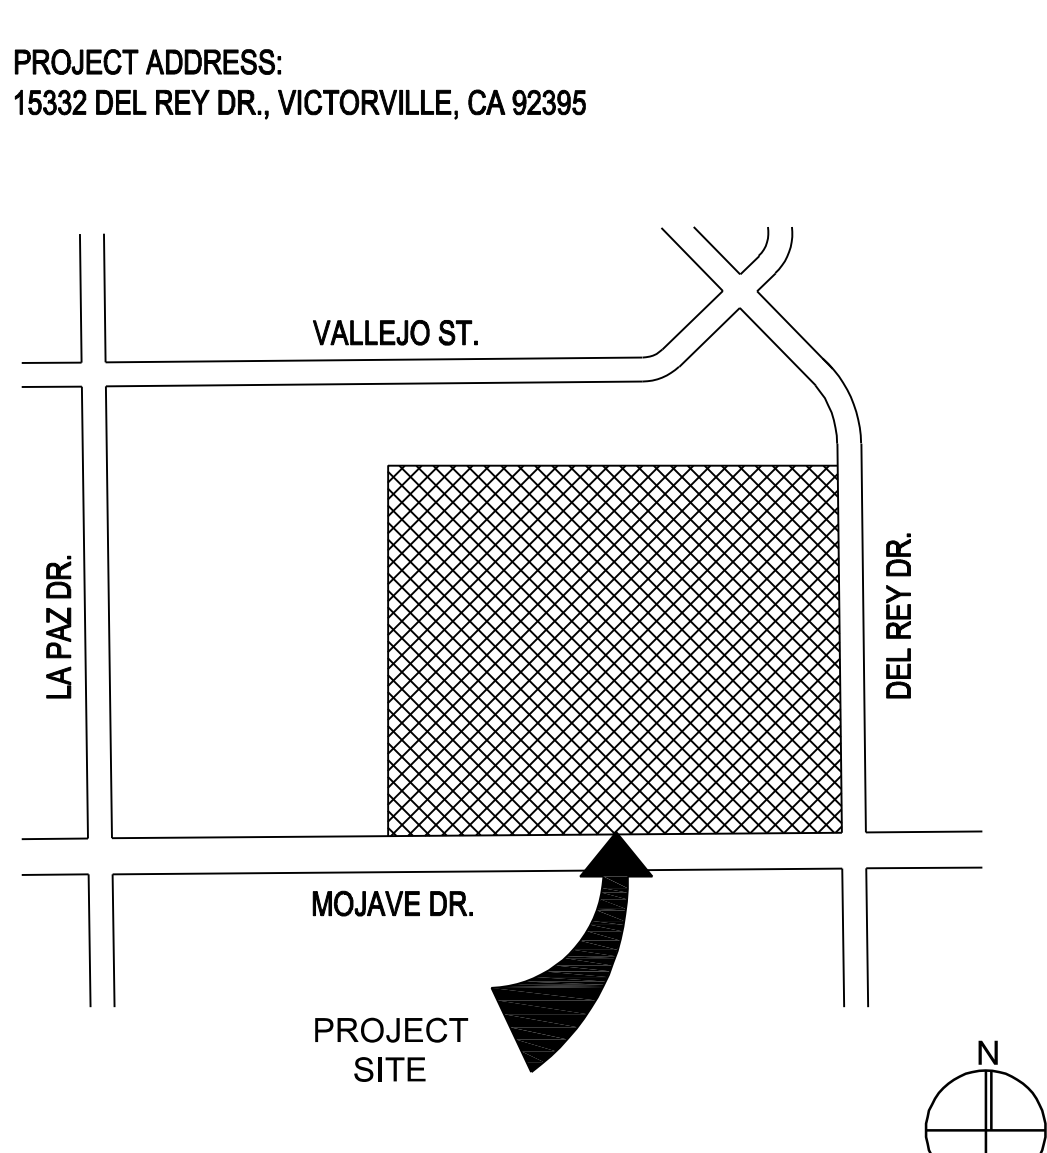 PROJECT ADDRESS:
15332 DEL REY DR., VICTORVILLE, CA 92395
VALLEJO ST.
LA PAZ DR.
DEL REY DR.
MOJAVE DR.
PROJECT
SITE
N